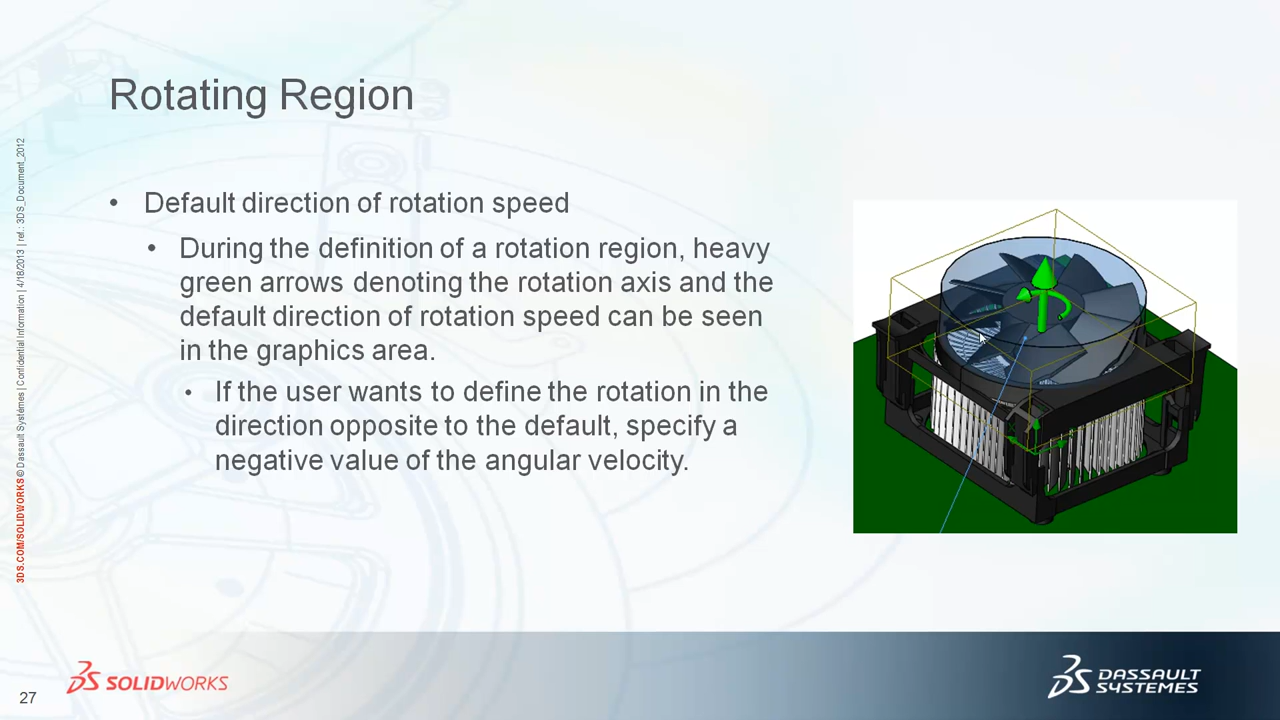 Rotating Region
• Default direction of rotation speed
• During the definition of a rotation region, heavy
green arrows denoting the rotation axis and the
default direction of rotation speed can be seen
in the graphics area.
• If the user wants to define the rotation in the
direction opposite to the default, specify a
negative value of the angular velocity.
3DS.COM/SOLIDWORKS © Dassault Systèmes | Confidential Information | 4/18/2013 | ref.: 3DS_Document_2012
27
SOLIDWORKS
DASSAULT
SYSTEMES